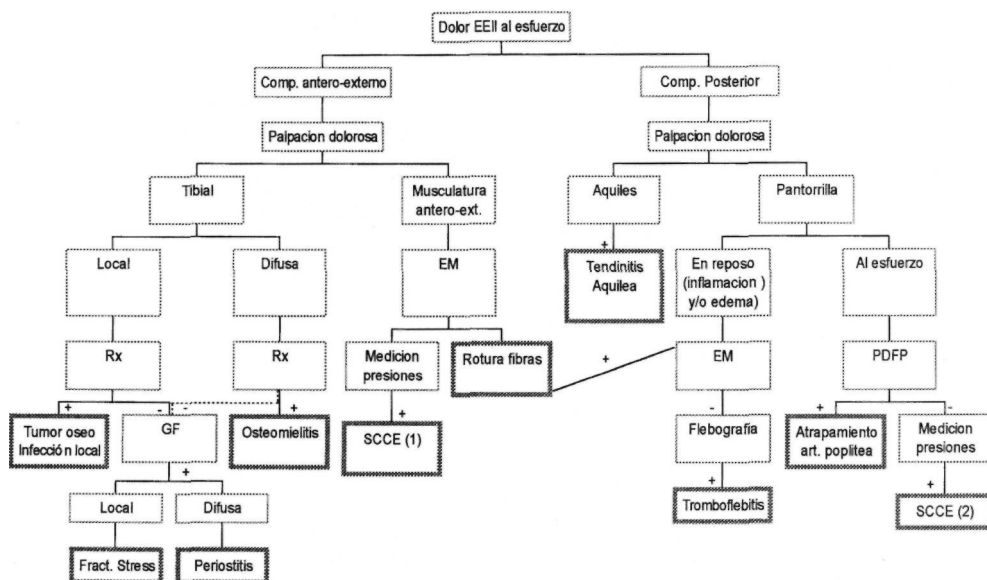 Dolor EEII al esfuerzo
Comp. antero-externo
Comp. Posterior
Palpacion dolorosa
Palpacion dolorosa
Tibial
Musculatura
antero-ext.
Aquiles
Pantorrilla
Local
Difusa
EM
+
Tendinitis
Aquilea
En reposo
(inflamacion )
y/o edema)
Al esfuerzo
Rx
Rx
Medicion
presiones
Rotura fibras
+
EM
PDFP
+
-
-
+
+
-
+
-
Tumor oseo
Infección local
GF
Osteomielitis
SCCE (1)
Flebografía
Atrapamiento
art. poplitea
Medicion
presiones
+
+
+
Local
Difusa
Tromboflebitis
SCCE (2)
Fract. Stress
Periostitis